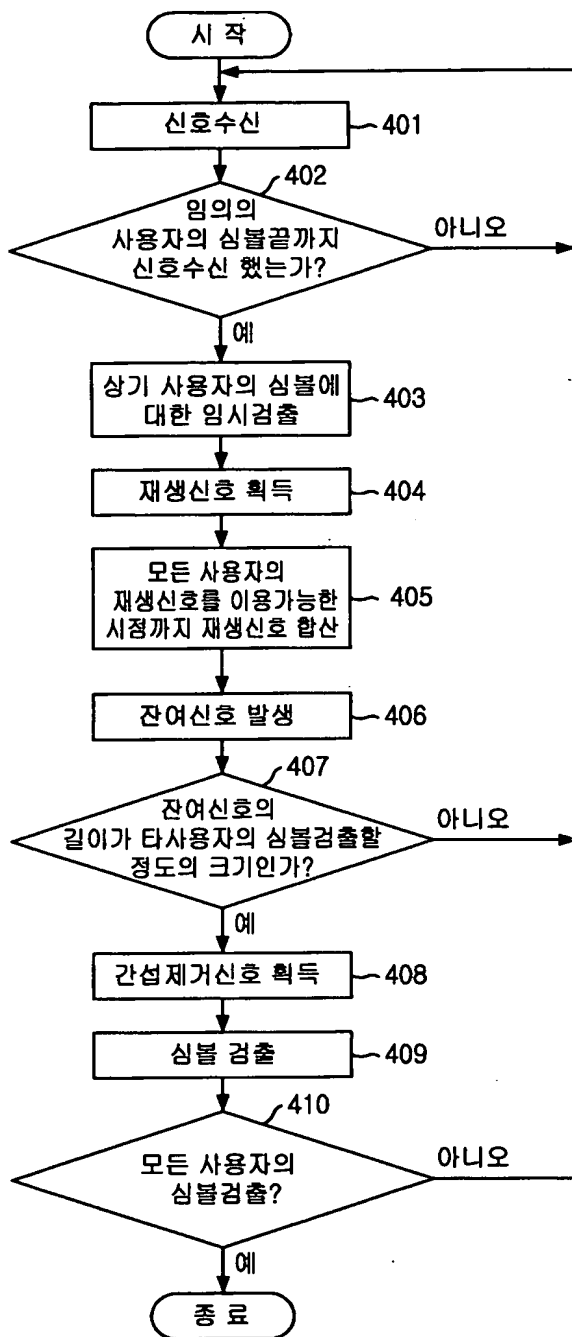 시 작
신호수신
401
402
임의의
사용자의 심볼끝까지
신호수신 했는가?
아니오
예
상기 사용자의 심볼에
대한 임시검출
403
재생신호 획득
404
모든 사용자의
재생신호를 이용가능한
시점까지 재생신호 합산
405
잔여신호 발생
406
407
잔여신호의
길이가 타사용자의 심볼검출할
정도의 크기인가?
아니오
예
간섭제거신호 획득
408
심볼 검출
409
410
모든 사용자의
심볼검출?
아니오
예
종 료